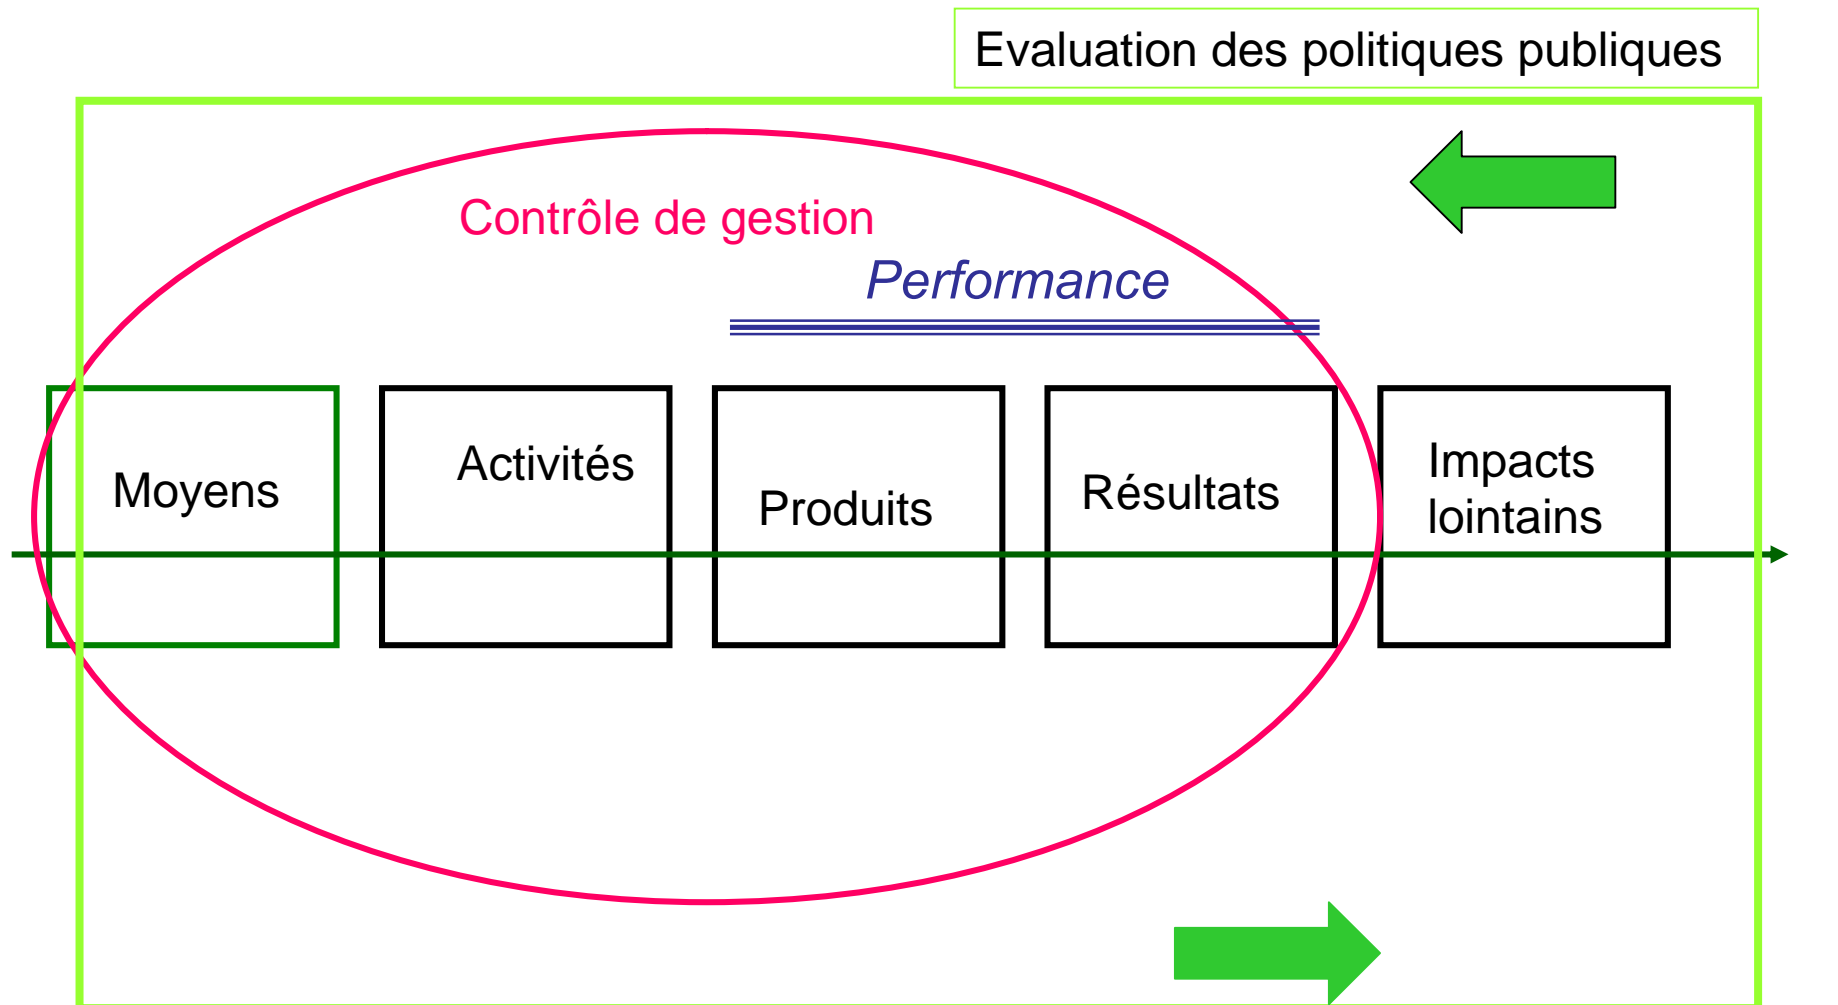 Evaluation des politiques publiques
Contrôle de gestion
Performance
Moyens
Activités
Produits
Résultats
Impacts
lointains